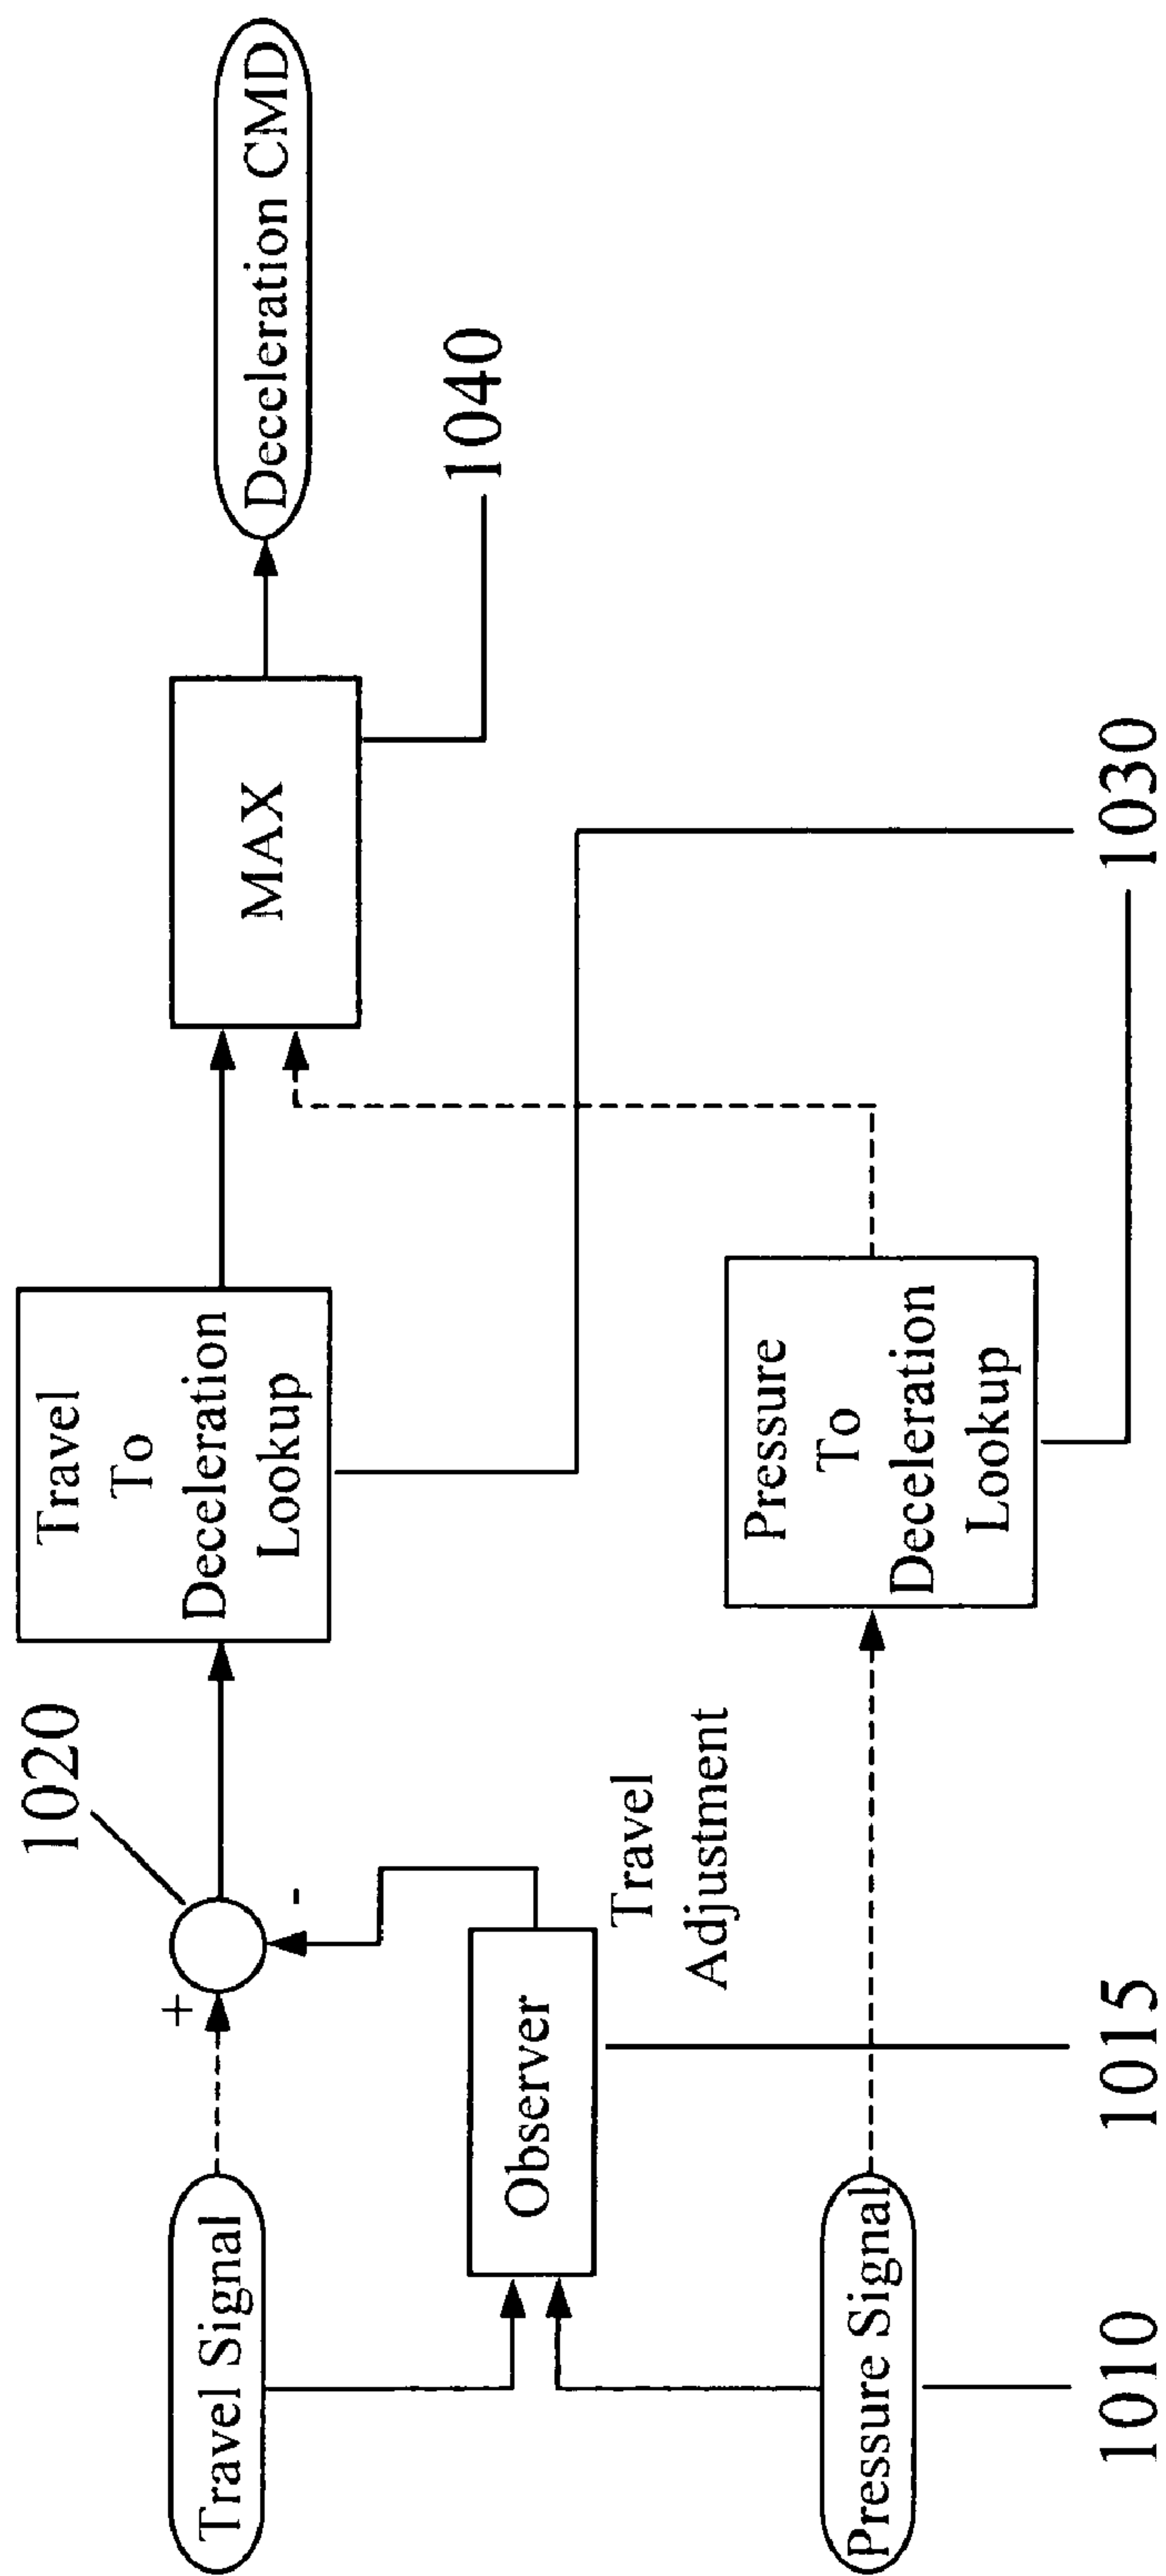 Travel Signal
+
-
1020
Travel
To
Deceleration
Lookup
MAX
Deceleration CMD
1040
Observer
Travel
Adjustment
Pressure Signal
Pressure
To
Deceleration
Lookup
1010
1015
1030